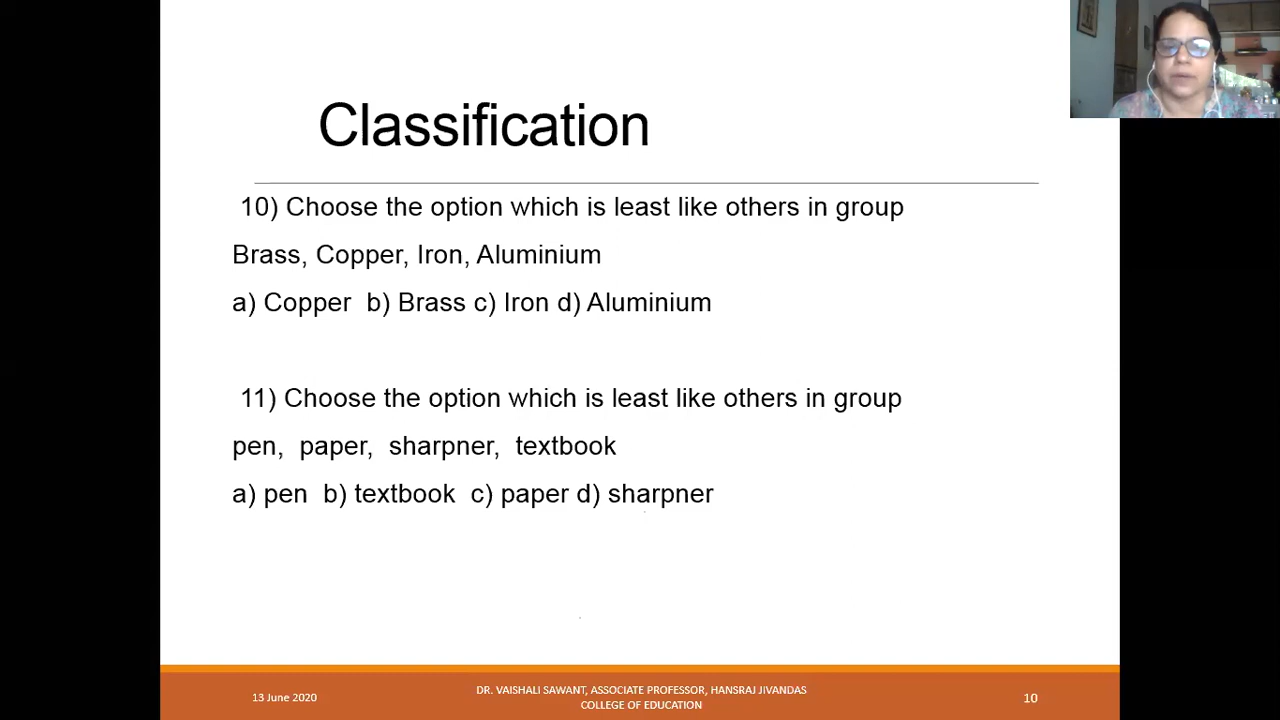 Classification
10) Choose the option which is least like others in group
Brass, Copper, Iron, Aluminium
a) Copper b) Brass c) Iron d) Aluminium
11) Choose the option which is least like others in group
pen, paper, sharpner, textbook
a) pen b) textbook c) paper d) sharpner
13 June 2020
DR. VAISHALI SAWANT, ASSOCIATE PROFESSOR, HANSRAJ JIVANDAS
COLLEGE OF EDUCATION
10